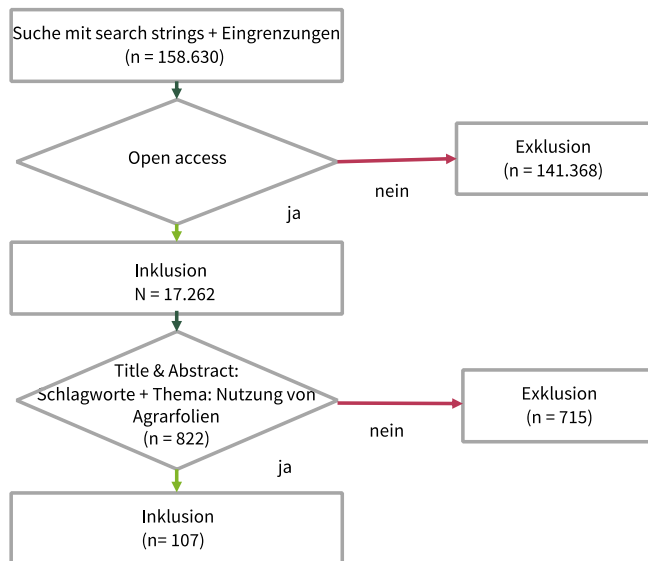 Suche mit search strings + Eingrenzungen
(n = 158.630)
Open access
Exklusion
(n = 141.368)
nein
ja
Inklusion
N = 17.262
Title & Abstract:
Schlagworte + Thema: Nutzung von
Agrarfolien
(n = 822)
Exklusion
(n = 715)
nein
ja
Inklusion
(n= 107)